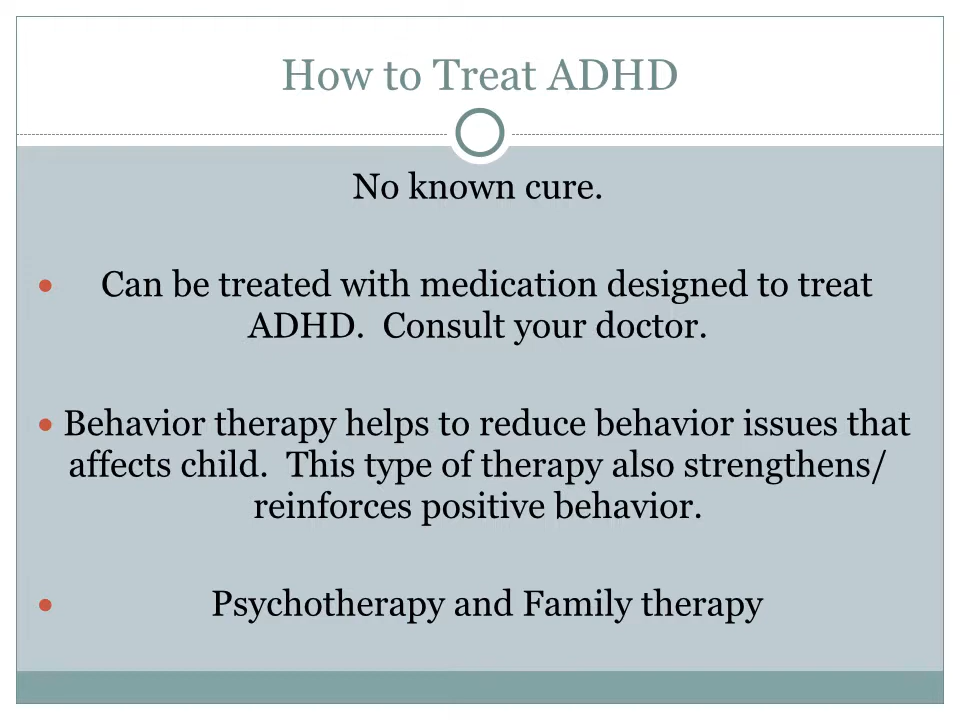 How to Treat ADHD
No known cure.
• Can be treated with medication designed to treat
ADHD.  Consult your doctor.
• Behavior therapy helps to reduce behavior issues that
affects child.  This type of therapy also strengthens/
reinforces positive behavior.
• Psychotherapy and Family therapy